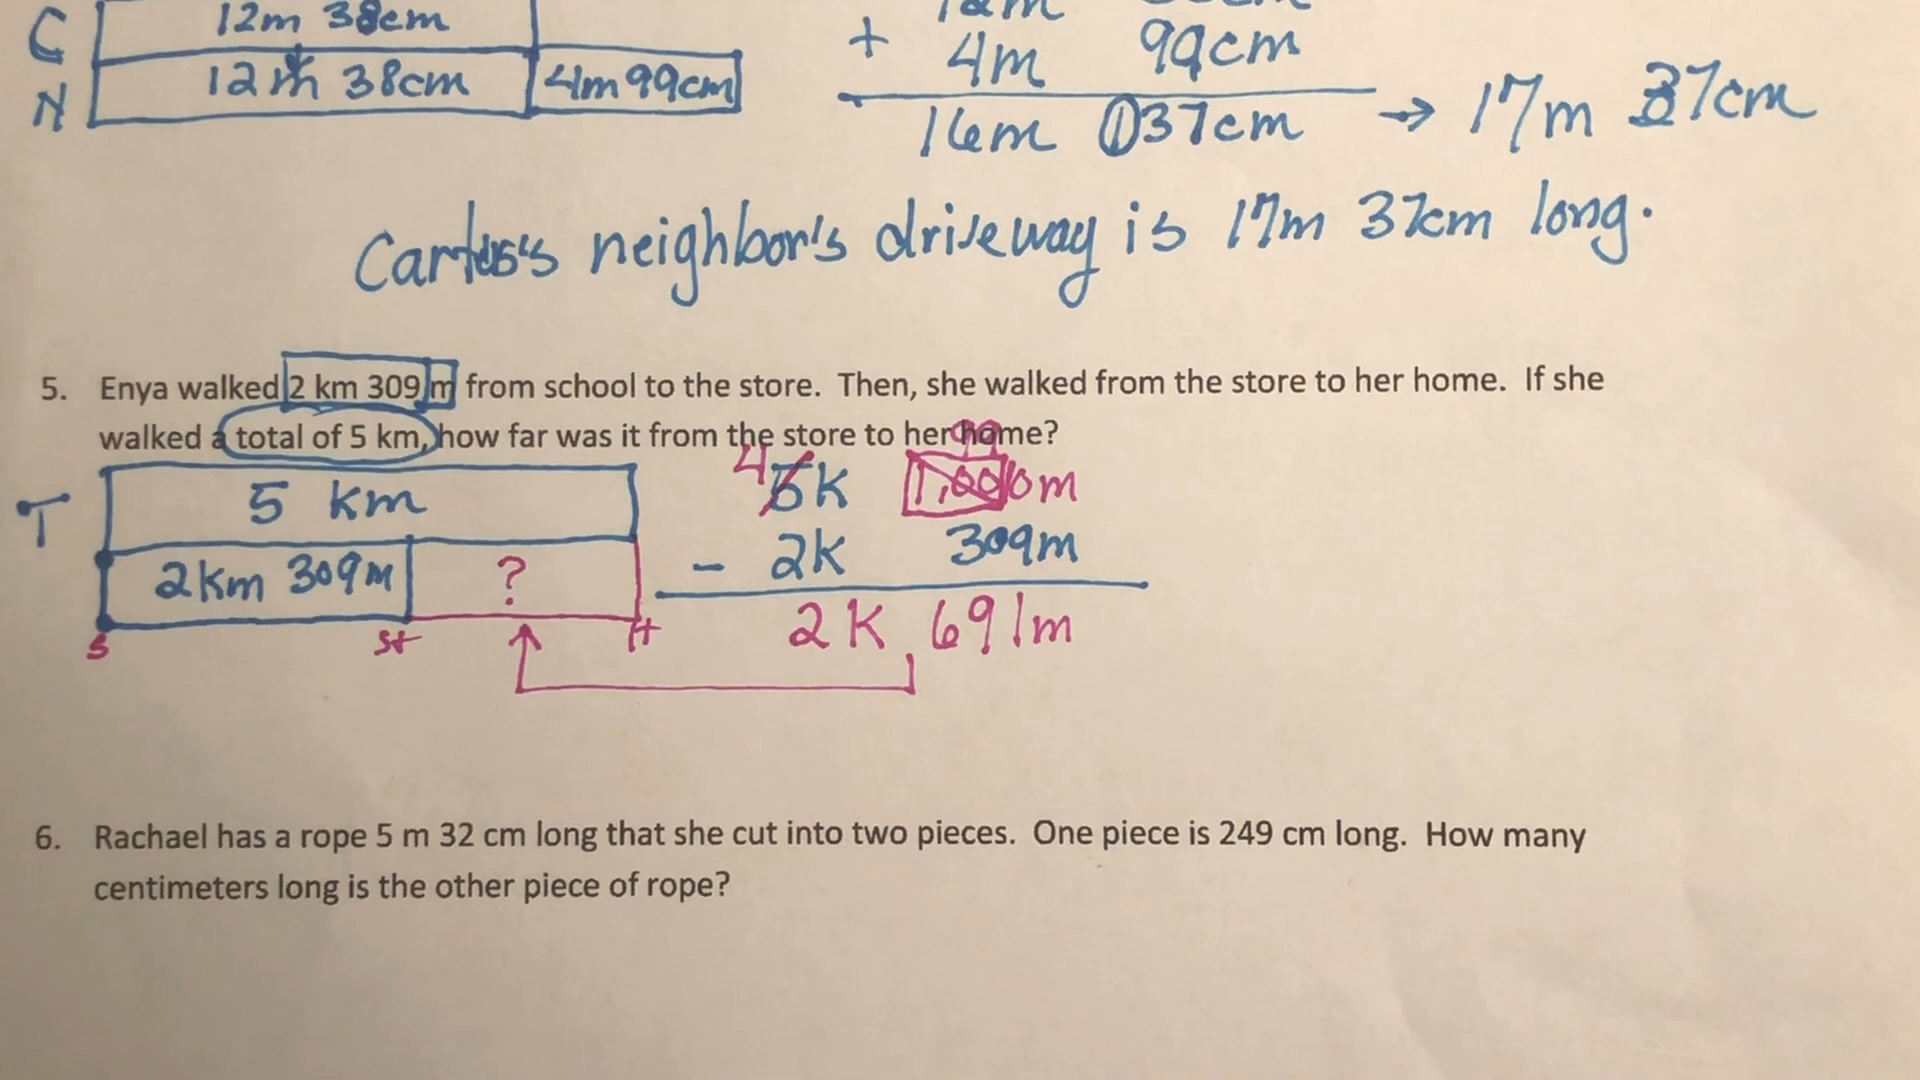 C 12m 38cm
N 12m 38cm 4m 99cm
+ 4m 99cm
16m 137cm → 17m 37cm
neighbor's driveway is 17m 37cm long.
5. Enya walked 2 km 309 m from school to the store. Then, she walked from the store to her home. If she
walked a total of 5 km, how far was it from the store to her home?
T 5 km
2km 309m ?
S St H
4 99
5K 1,000m
- 2K 309m
2K, 691m
6. Rachael has a rope 5 m 32 cm long that she cut into two pieces. One piece is 249 cm long. How many
centimeters long is the other piece of rope?